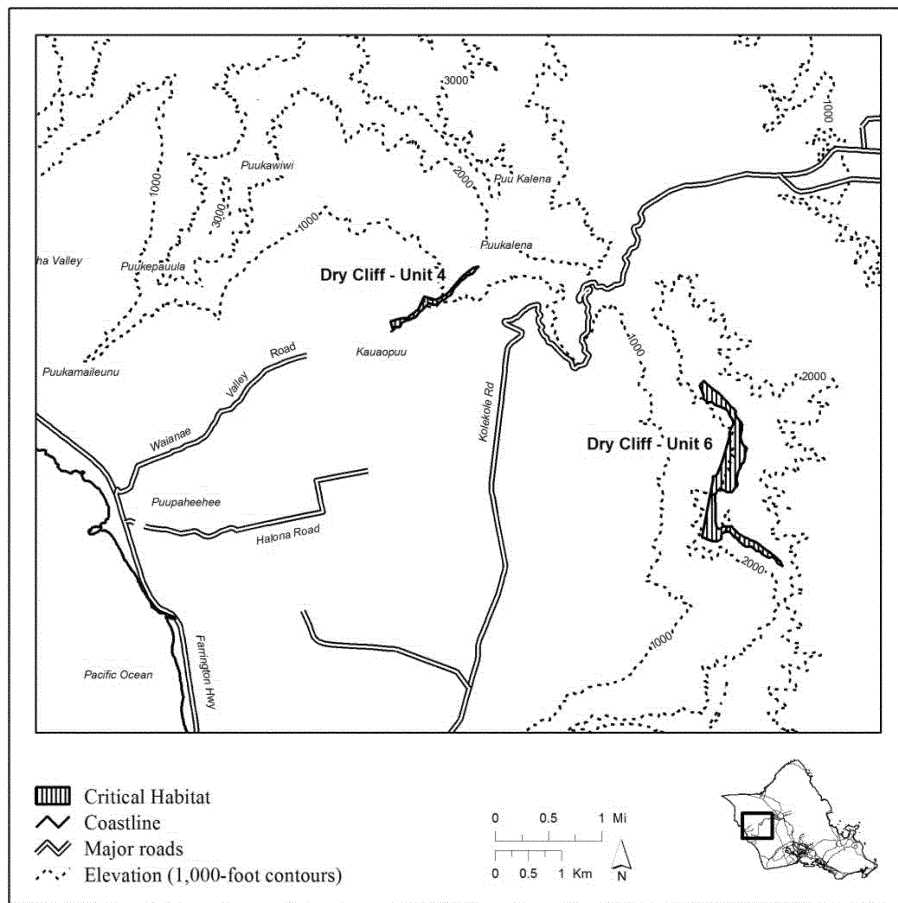 3000
1000
Puukawiwi
2000
Puu Kalena
1000
1000
3000
Puukalena
ha Valley
Puukepauula
Dry Cliff - Unit 4
Kauaopuu
1000
Puukamaileunu
Waianae Valley Road
2000
Kolekole Rd
Dry Cliff - Unit 6
Puupaheehee
Halona Road
2000
1000
Pacific Ocean
Farrington Hwy
Critical Habitat
Coastline
Major roads
Elevation (1,000-foot contours)
0 0.5 1 Mi
0 0.5 1 Km
N